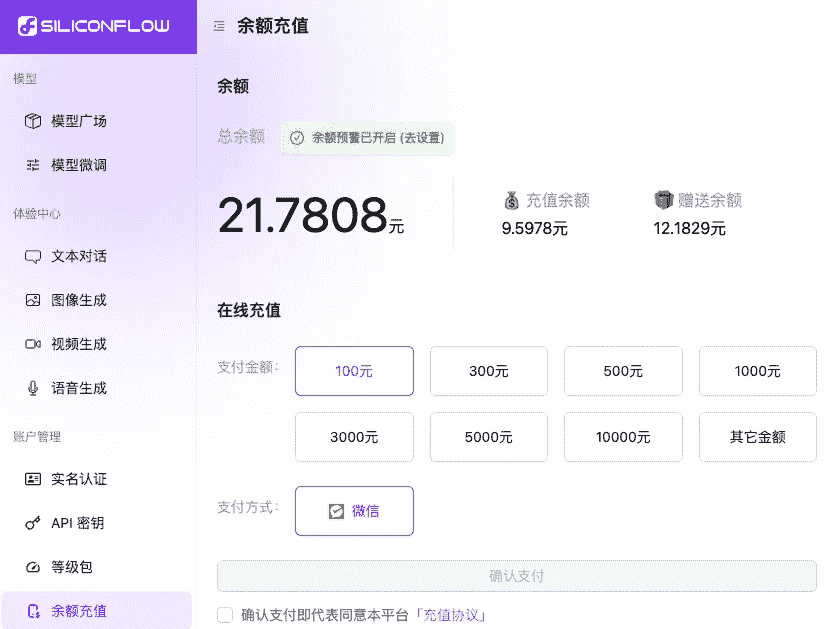 SILICONFLOW
余额充值
模型
模型广场
模型微调
体验中心
文本对话
图像生成
视频生成
语音生成
账户管理
实名认证
API 密钥
等级包
余额充值
余额
总余额
余额预警已开启 (去设置)
21.7808元
充值余额
9.5978元
赠送余额
12.1829元
在线充值
支付金额:
100元
300元
500元
1000元
3000元
5000元
10000元
其它金额
支付方式:
微信
确认支付
确认支付即代表同意本平台「充值协议」